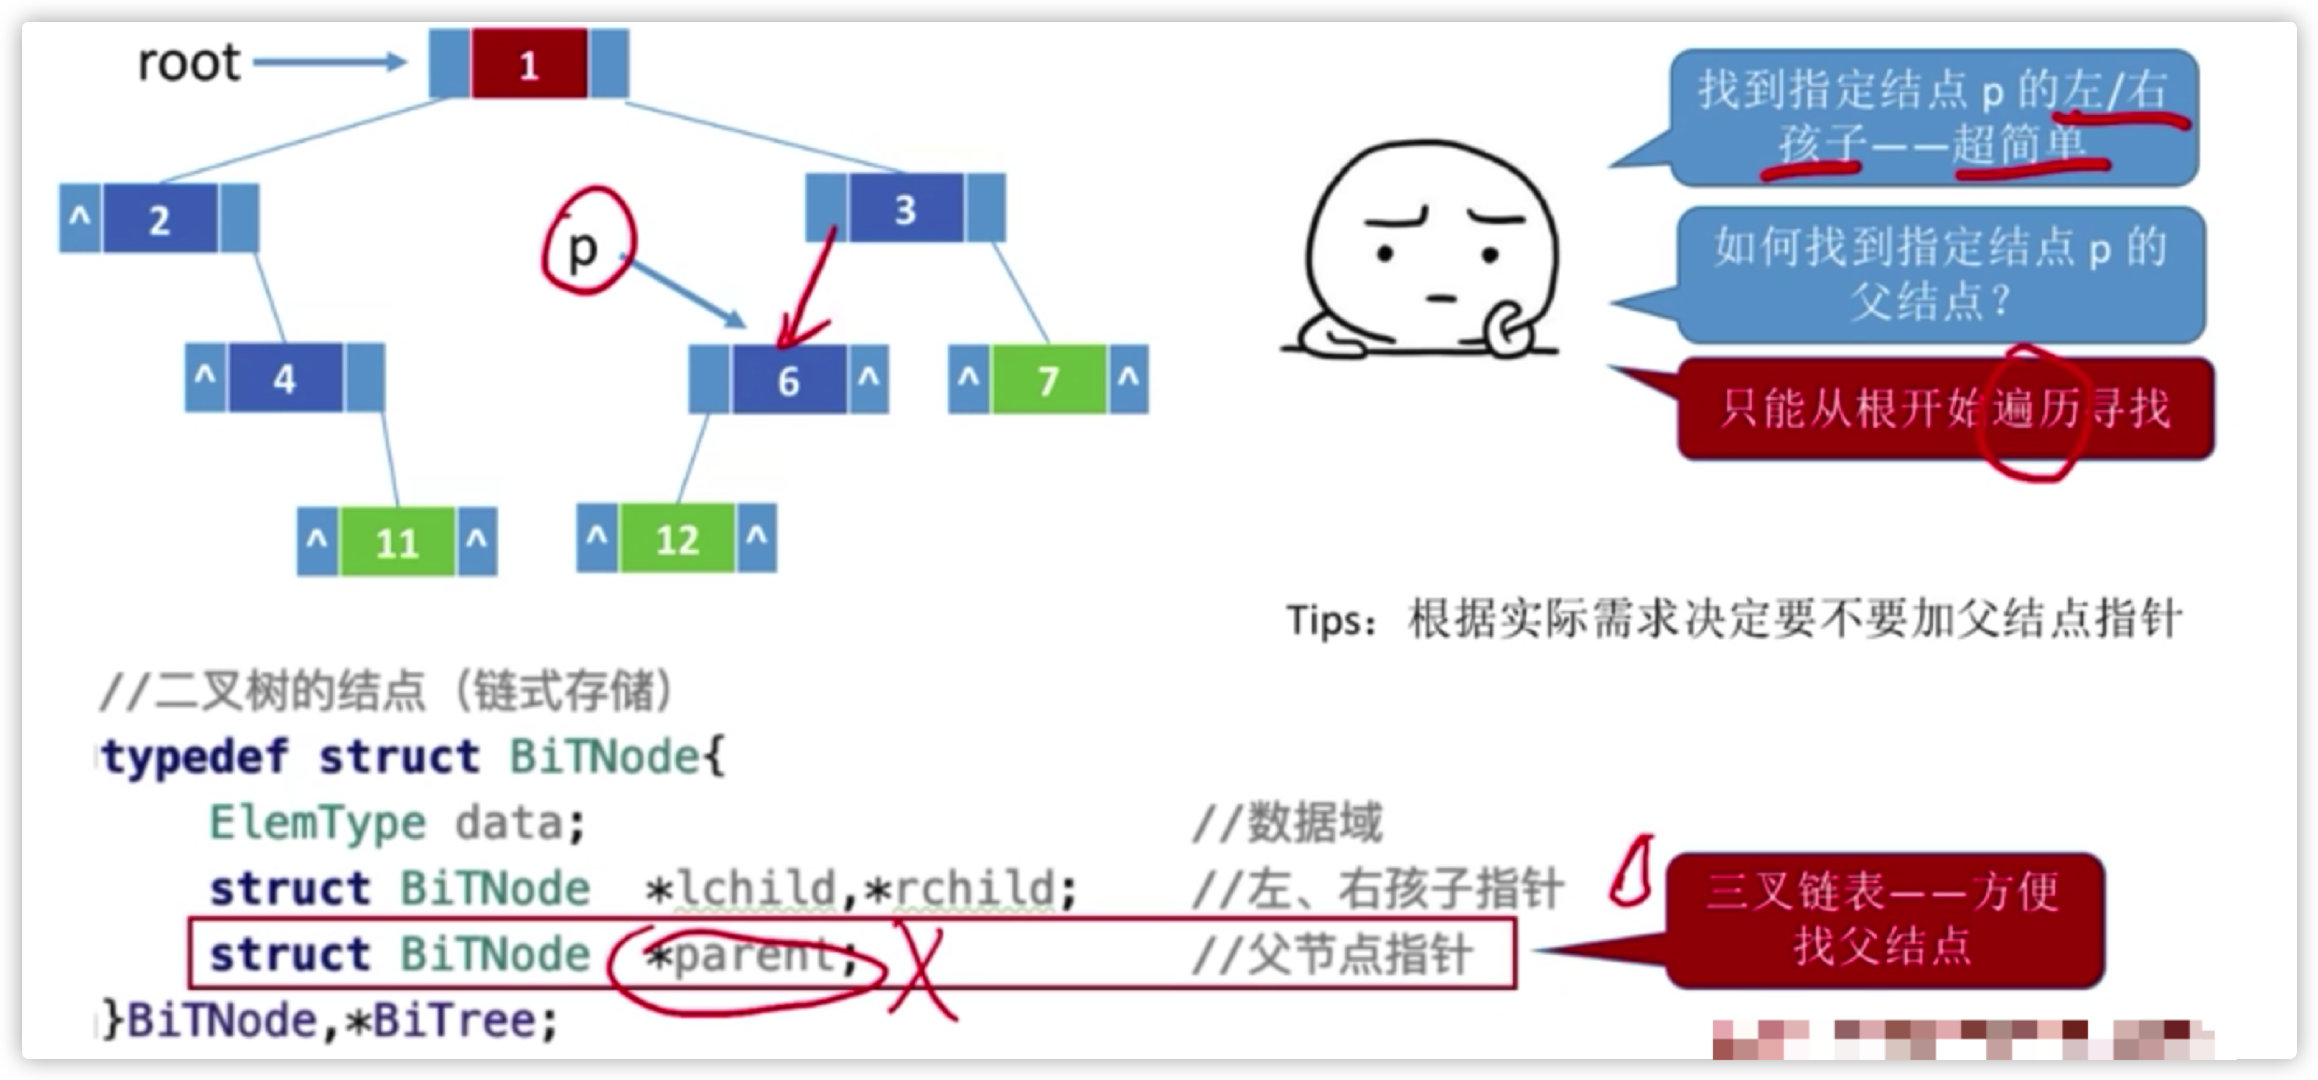 root
1
找到指定结点 p 的左/右
孩子——超简单
^ 2
p
3
如何找到指定结点 p 的
父结点？
^ 4
6 ^
^ 7 ^
只能从根开始遍历寻找
^ 11 ^
^ 12 ^
Tips：根据实际需求决定要不要加父结点指针
//二叉树的结点（链式存储）
typedef struct BiTNode{
ElemType data; //数据域
struct BiTNode *lchild,*rchild; //左、右孩子指针
struct BiTNode *parent; //父节点指针
}BiTNode,*BiTree;
三叉链表——方便
找父结点